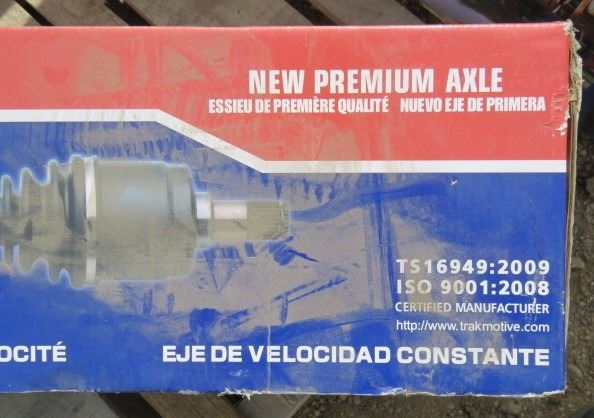 NEW PREMIUM AXLE
ESSIEU DE PREMIÈRE QUALITÉ NUEVO EJE DE PRIMERA
TS16949:2009
ISO 9001:2008
CERTIFIED MANUFACTURER
http://www.trakmotive.com
OCITÉ EJE DE VELOCIDAD CONSTANTE